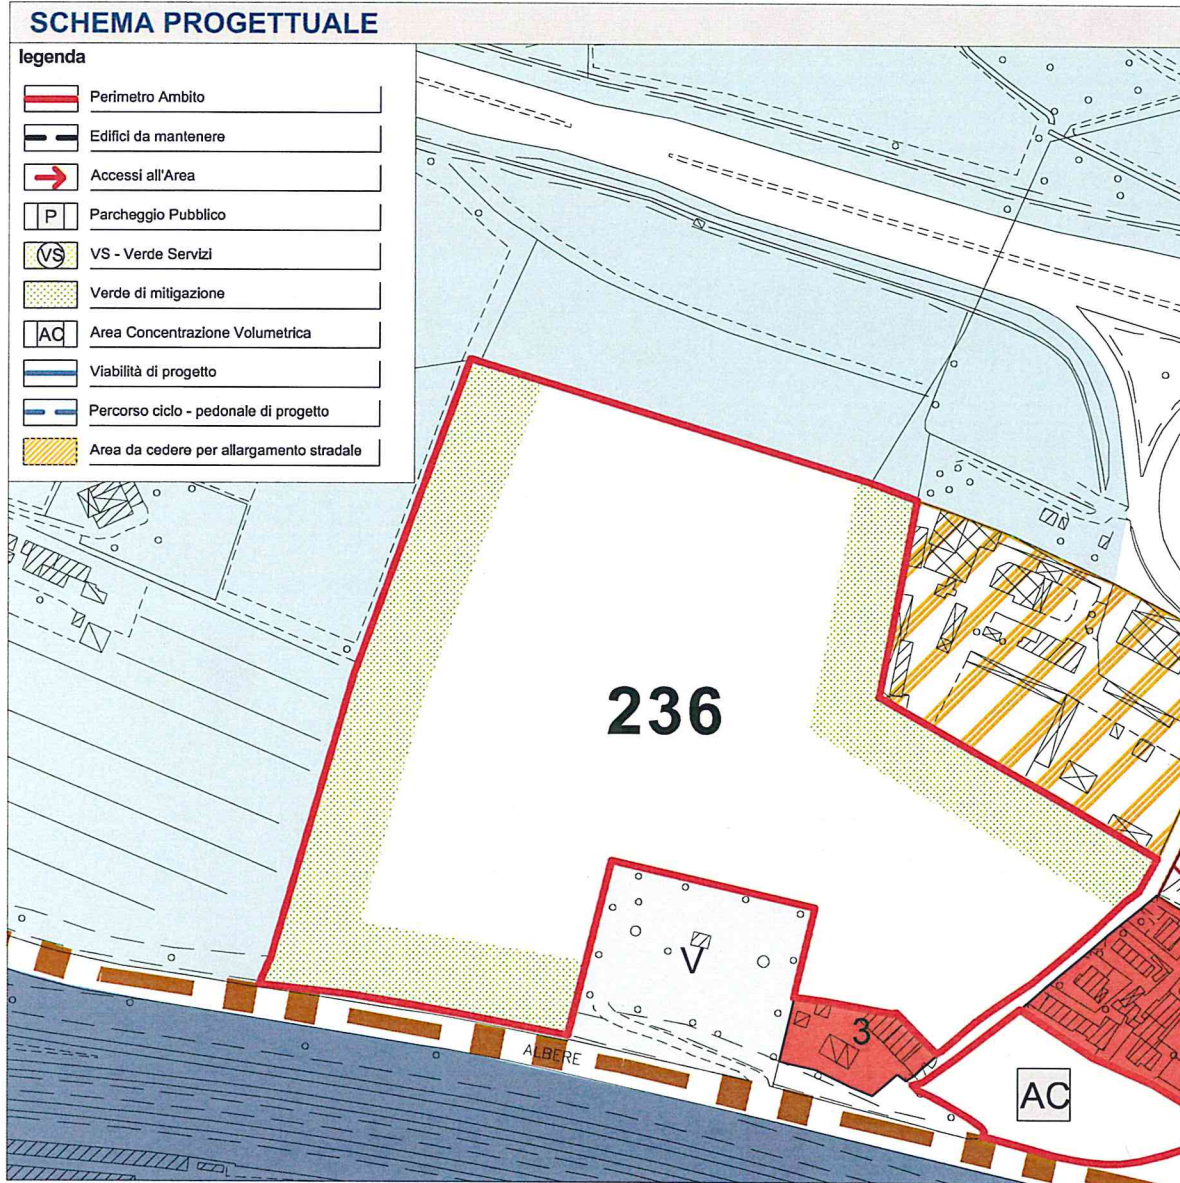 SCHEMA PROGETTUALE
legenda
Perimetro Ambito
Edifici da mantenere
Accessi all'Area
P Parcheggio Pubblico
VS VS - Verde Servizi
Verde di mitigazione
AC Area Concentrazione Volumetrica
Viabilità di progetto
Percorso ciclo - pedonale di progetto
Area da cedere per allargamento stradale
236
V
3
ALBERE
AC